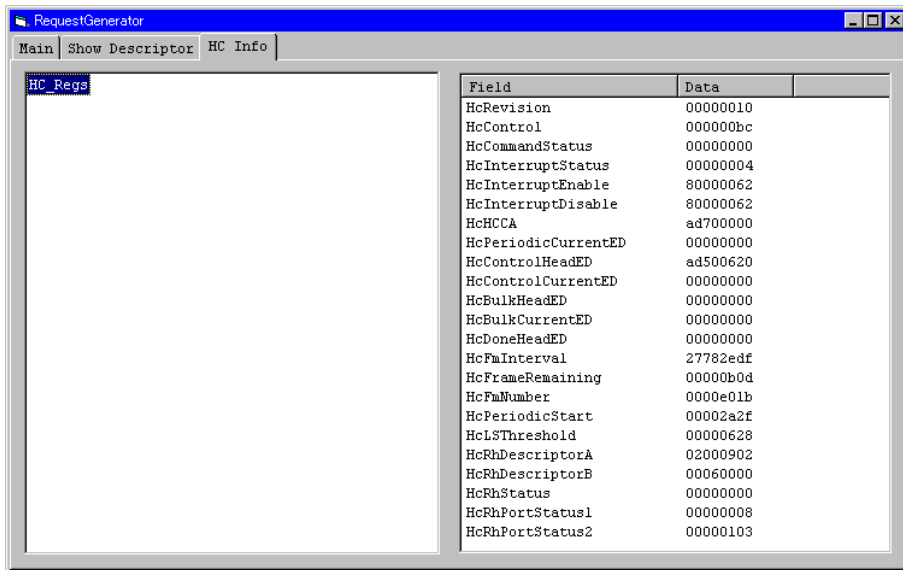 RequestGenerator
Main Show Descriptor HC Info
HC_Regs
Field Data
HcRevision 00000010
HcControl 000000bc
HcCommandStatus 00000000
HcInterruptStatus 00000004
HcInterruptEnable 80000062
HcInterruptDisable 80000062
HcHCCA ad700000
HcPeriodicCurrentED 00000000
HcControlHeadED ad500620
HcControlCurrentED 00000000
HcBulkHeadED 00000000
HcBulkCurrentED 00000000
HcDoneHeadED 00000000
HcFmInterval 27782edf
HcFrameRemaining 00000b0d
HcFmNumber 0000e01b
HcPeriodicStart 00002a2f
HcLSThreshold 00000628
HcRhDescriptorA 02000902
HcRhDescriptorB 00060000
HcRhStatus 00000000
HcRhPortStatus1 00000008
HcRhPortStatus2 00000103